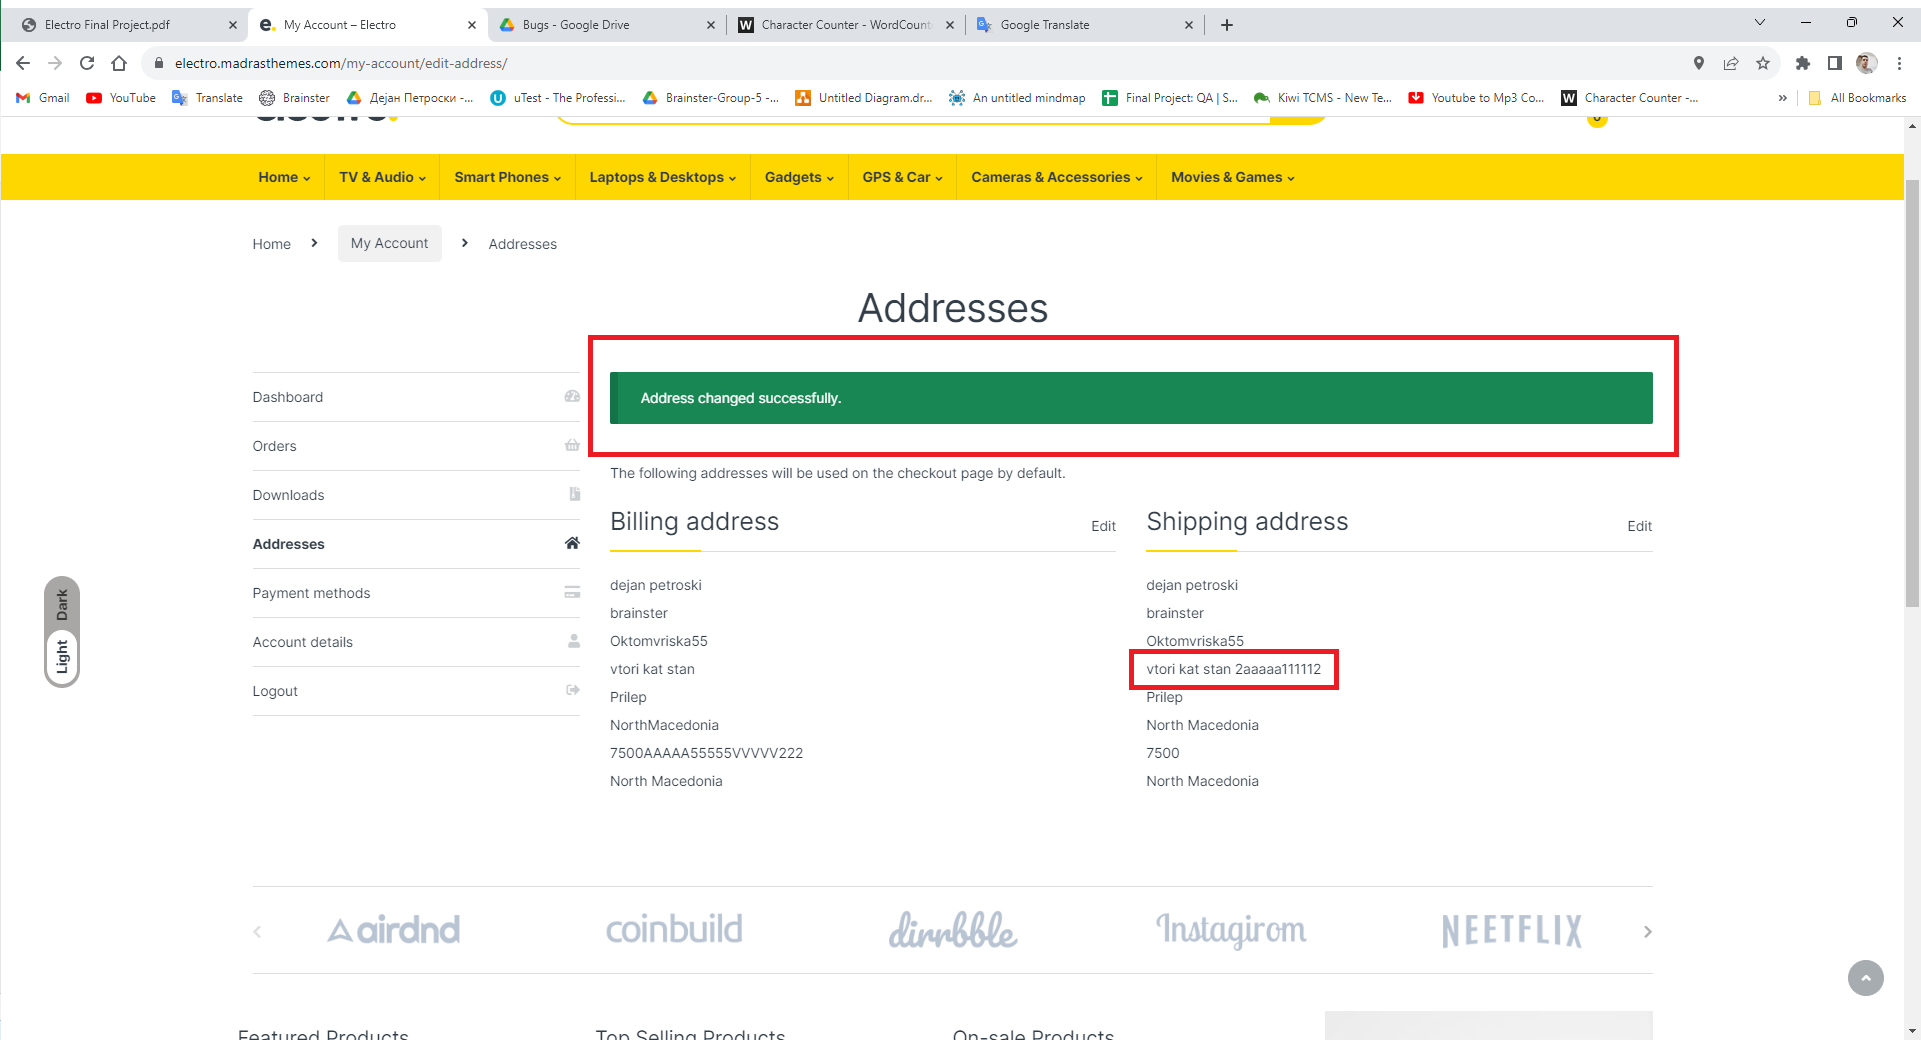 Electro Final Project.pdf
My Account – Electro
Bugs - Google Drive
Character Counter - WordCount
Google Translate
electro.madrasthemes.com/my-account/edit-address/
Gmail
YouTube
Translate
Brainster
Дејан Петроски -...
uTest - The Professi...
Brainster-Group-5 -...
Untitled Diagram.dr...
An untitled mindmap
Final Project: QA | S...
Kiwi TCMS - New Te...
Youtube to Mp3 Co...
Character Counter -...
»
All Bookmarks
Home
TV & Audio
Smart Phones
Laptops & Desktops
Gadgets
GPS & Car
Cameras & Accessories
Movies & Games
Home
My Account
Addresses
Addresses
Dashboard
Orders
Downloads
Addresses
Payment methods
Account details
Logout
Dark
Light
Address changed successfully.
The following addresses will be used on the checkout page by default.
Billing address
Edit
dejan petroski
brainster
Oktomvriska55
vtori kat stan
Prilep
NorthMacedonia
7500AAAAA55555VVVVV222
North Macedonia
Shipping address
Edit
dejan petroski
brainster
Oktomvriska55
vtori kat stan 2aaaaa111112
Prilep
North Macedonia
7500
North Macedonia
airdnd
coinbuild
dirrbble
Instagirom
NEETFLIX
Featured Products
Top Selling Products
On-sale Products